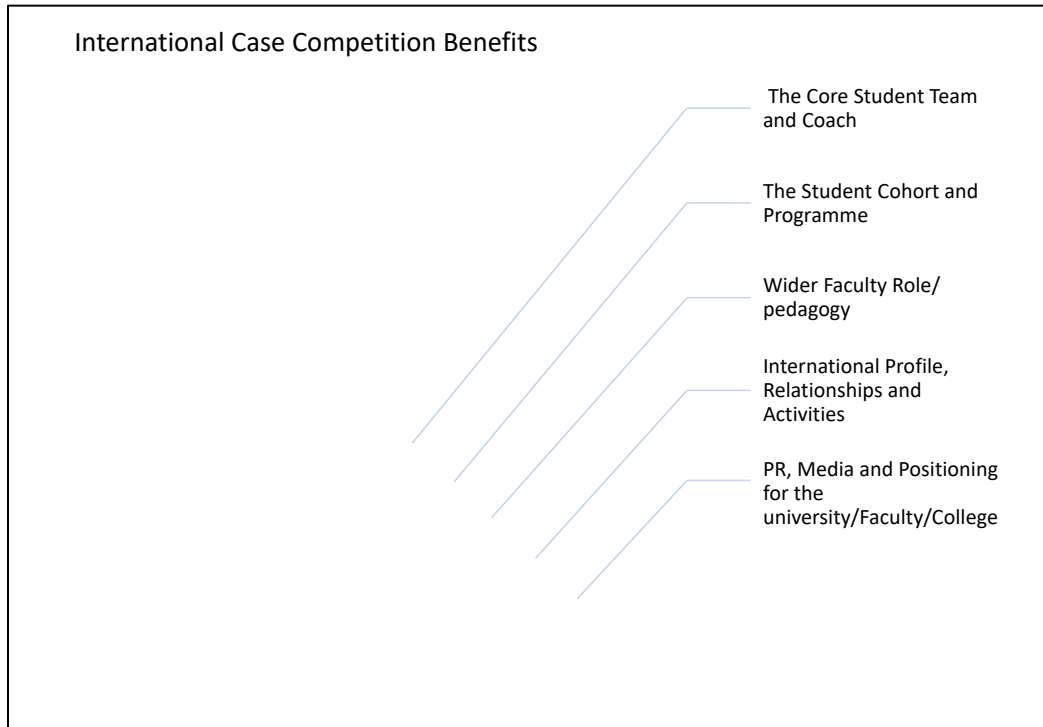 International Case Competition Benefits
The Core Student Team
and Coach
The Student Cohort and
Programme
Wider Faculty Role/
pedagogy
International Profile,
Relationships and
Activities
PR, Media and Positioning
for the
university/Faculty/College